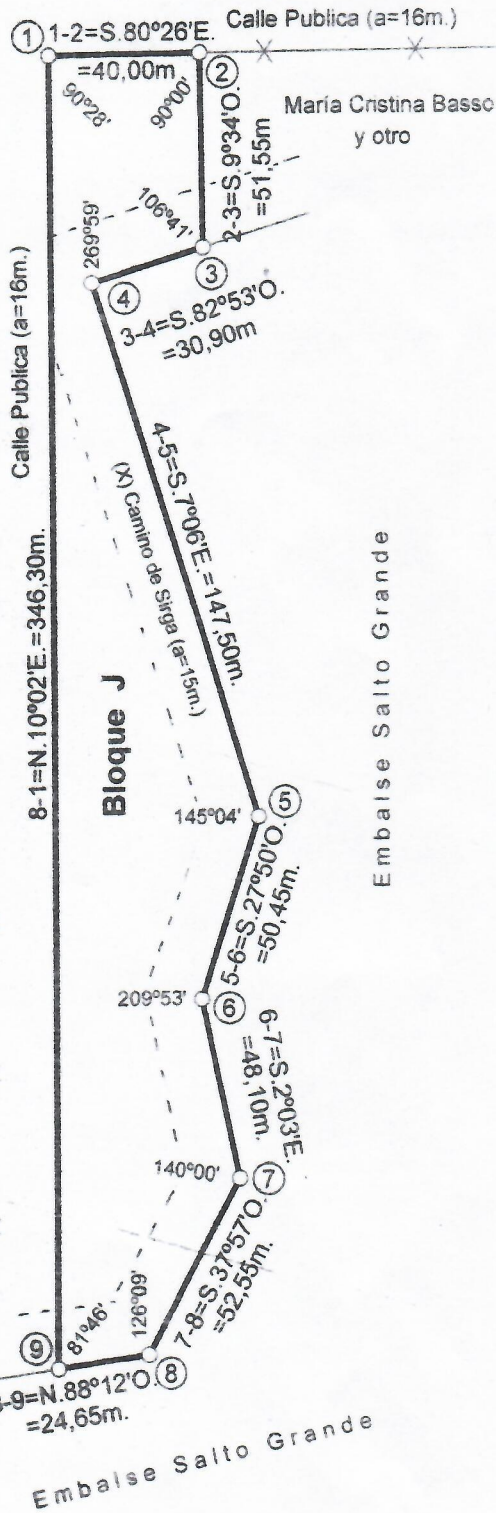 Calle Publica (a=16m.)
1
1-2=S.80°26'E.
=40,00m
2
90°28'
90°00'
María Cristina Basso
y otro
2-3=S.9°34'O.
=51,55m
106°41'
269°59'
3
4
3-4=S.82°53'O.
=30,90m
Calle Publica (a=16m.)
4-5=S.7°06'E.=147,50m.
(X) Camino de Sirga (a=15m.)
8-1=N.10°02'E.=346,30m.
Bloque J
Embalse Salto Grande
145°04'
5
5-6=S.27°50'O.
=50,45m.
209°53'
6
6-7=S.2°03'E.
=48,10m.
140°00'
7
7-8=S.37°57'O.
=52,55m.
126°09'
81°46'
9
8
-9=N.88°12'O.
=24,65m.
Embalse Salto Grande